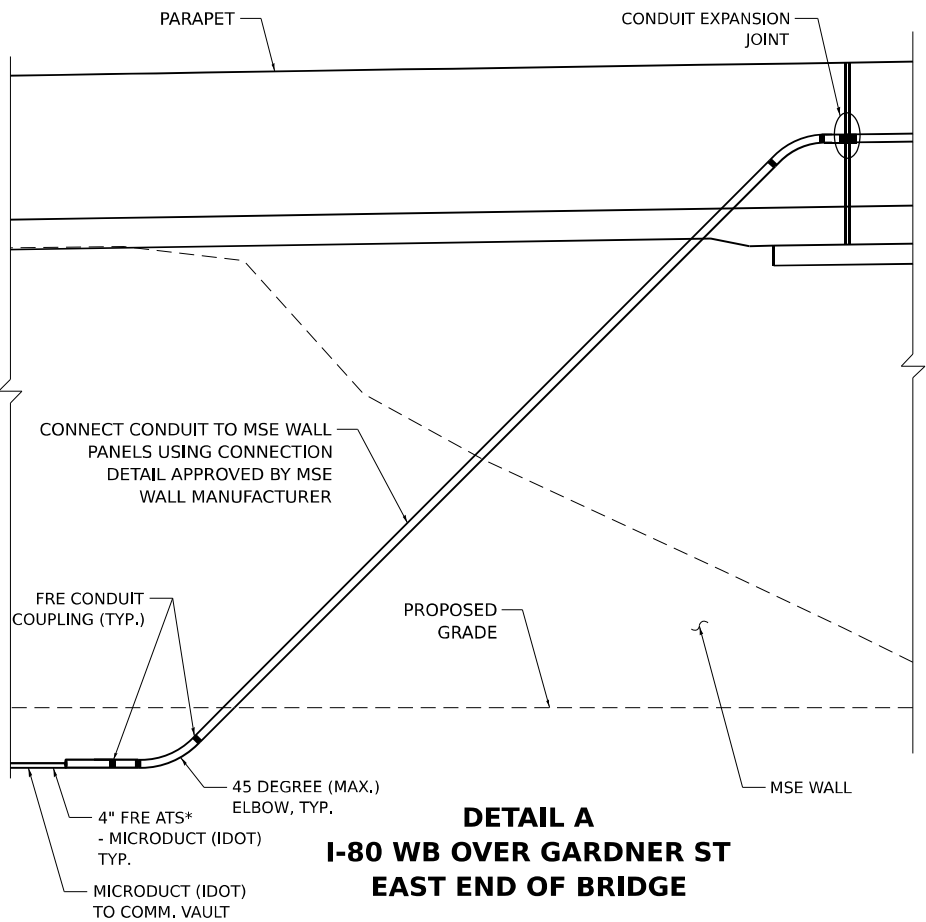 PARAPET
CONDUIT EXPANSION
JOINT
CONNECT CONDUIT TO MSE WALL
PANELS USING CONNECTION
DETAIL APPROVED BY MSE
WALL MANUFACTURER
FRE CONDUIT
COUPLING (TYP.)
PROPOSED
GRADE
45 DEGREE (MAX.)
ELBOW, TYP.
MSE WALL
4" FRE ATS*
- MICRODUCT (IDOT)
TYP.
MICRODUCT (IDOT)
TO COMM. VAULT
DETAIL A
I-80 WB OVER GARDNER ST
EAST END OF BRIDGE